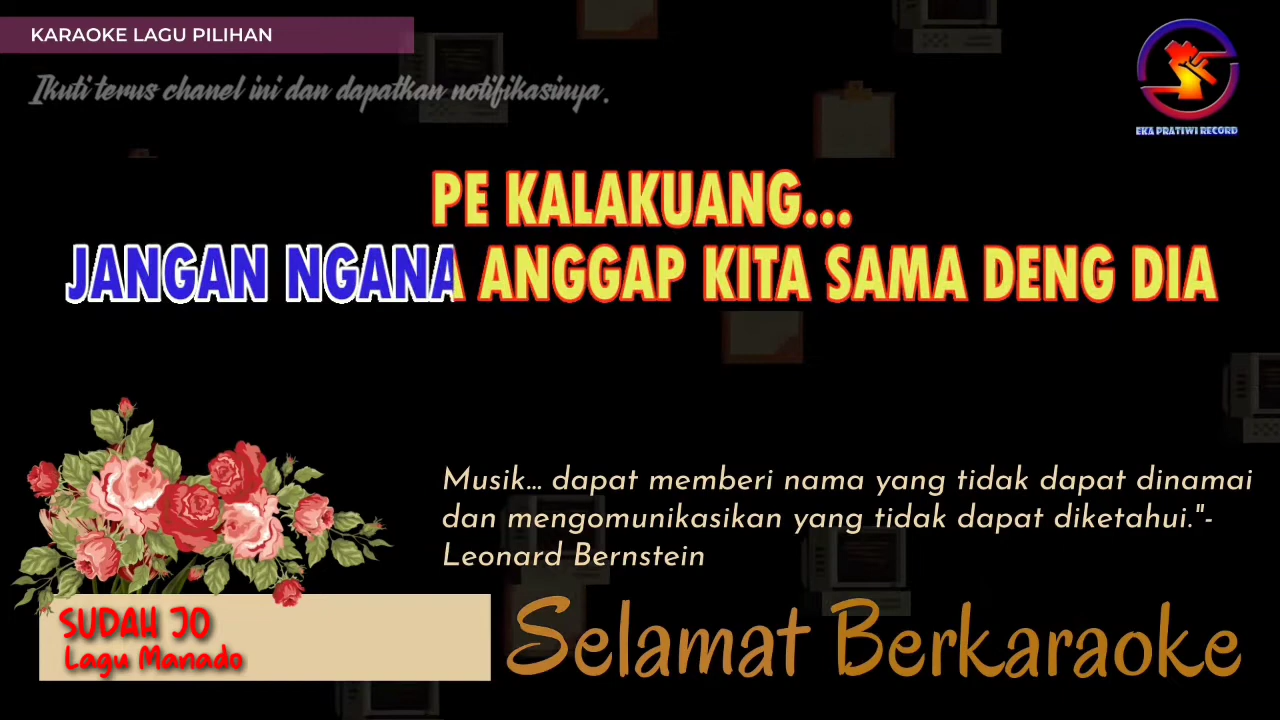 KARAOKE LAGU PILIHAN
Ikuti terus chanel ini dan dapatkan notifikasinya.
EKA PRATIWI RECORD
PE KALAKUANG...
JANGAN NGANA ANGGAP KITA SAMA DENG DIA
Musik... dapat memberi nama yang tidak dapat dinamai
dan mengomunikasikan yang tidak dapat diketahui."-
Leonard Bernstein
SUDAH JO
Lagu Manado
Selamat Berkaraoke